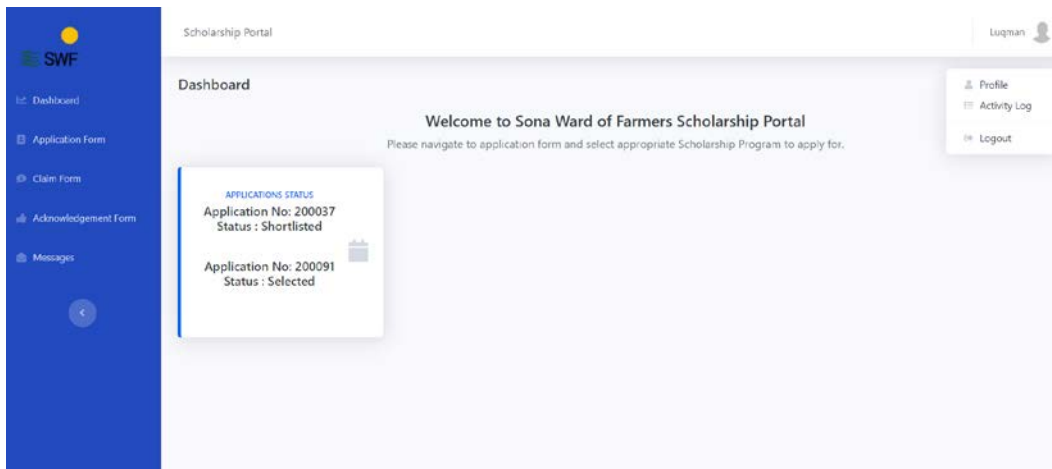 SWF
Dashboard
Application Form
Claim Form
Acknowledgement Form
Messages
Scholarship Portal
Luqman
Profile
Activity Log
Logout
Dashboard
Welcome to Sona Ward of Farmers Scholarship Portal
Please navigate to application form and select appropriate Scholarship Program to apply for.
APPLICATIONS STATUS
Application No: 200037
Status : Shortlisted
Application No: 200091
Status : Selected